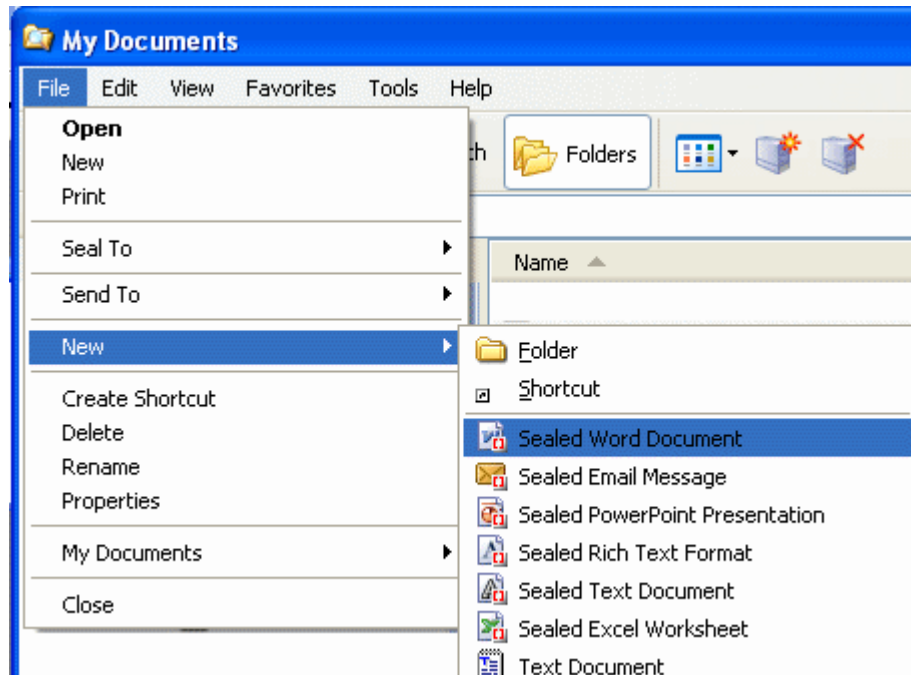 My Documents
File Edit View Favorites Tools Help
Open
New
Print
Folders
Seal To
Name
Send To
New
Folder
Shortcut
Create Shortcut
Delete
Sealed Word Document
Rename
Sealed Email Message
Properties
Sealed PowerPoint Presentation
My Documents
Sealed Rich Text Format
Close
Sealed Text Document
Sealed Excel Worksheet
Text Document